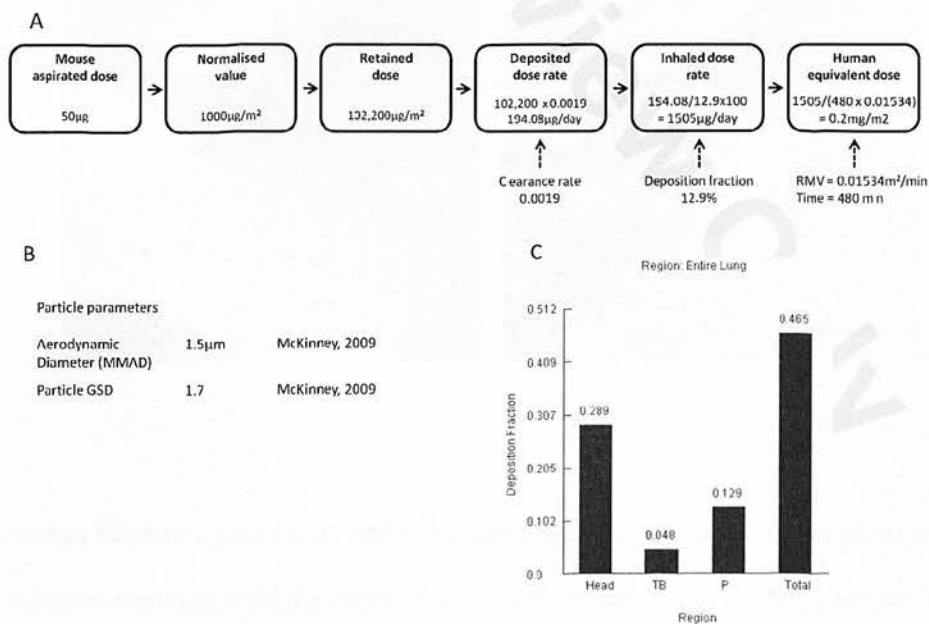 A
Mouse aspirated dose
50µg
Normalised value
1000µg/m²
Retained dose
102,200µg/m²
Deposited dose rate
102,200 x0.0019
194.08µg/day
Inhaled dose rate
194.08/12.9x100
= 1505µg/day
Human equivalent dose
1505/(480 x 0.01534)
= 0.2mg/m2
Clearance rate
0.0019
Deposition fraction
12.9%
RMV = 0.01534m²/min
Time = 480 min
B
Particle parameters
Aerodynamic Diameter (MMAD) 1.5µm McKinney, 2009
Particle GSD 1.7 McKinney, 2009
C
Region: Entire Lung
Deposition Fraction
0.512
0.409
0.307
0.205
0.102
0.0
0.289
0.048
0.129
0.465
Head TB P Total
Region